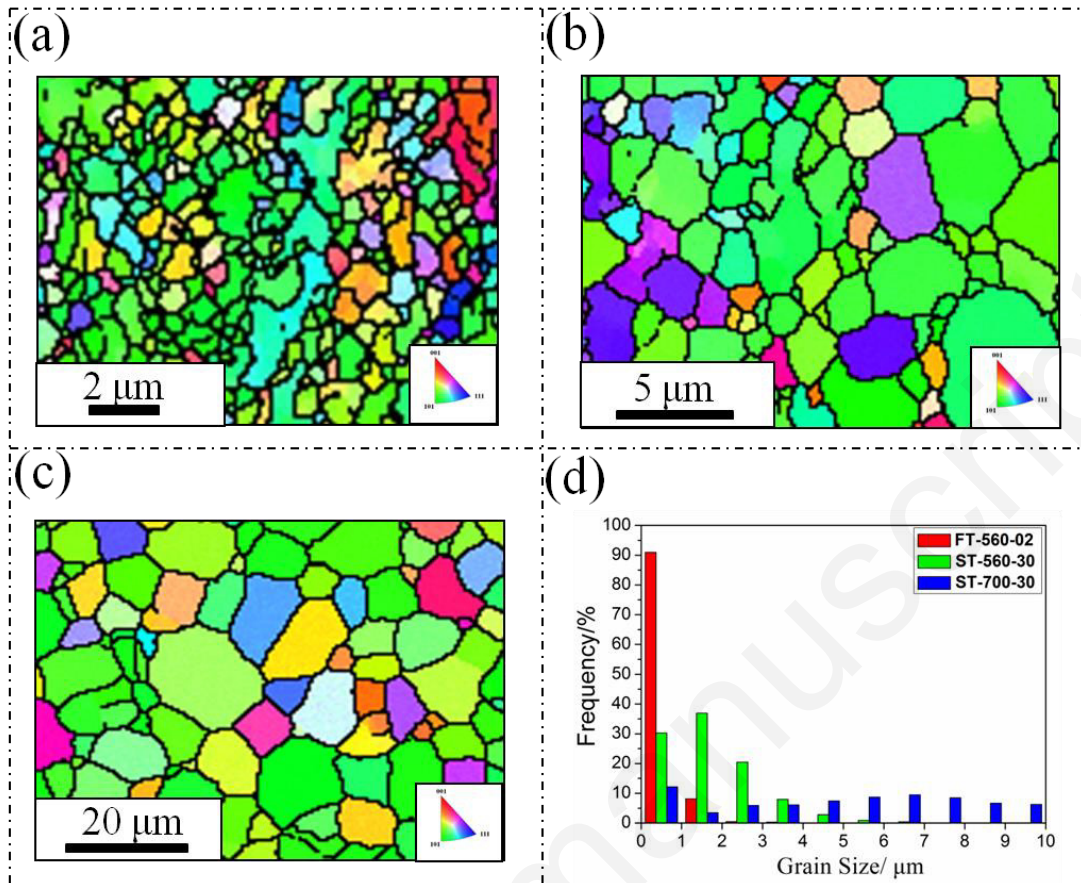 (a)
2 μm
001
101
111
(b)
5 μm
001
101
111
(c)
20 μm
001
101
111
(d)
100
90
80
70
60
50
40
30
20
10
0
Frequency/%
FT-560-02
ST-560-30
ST-700-30
0 1 2 3 4 5 6 7 8 9 10
Grain Size/ μm
manuscript